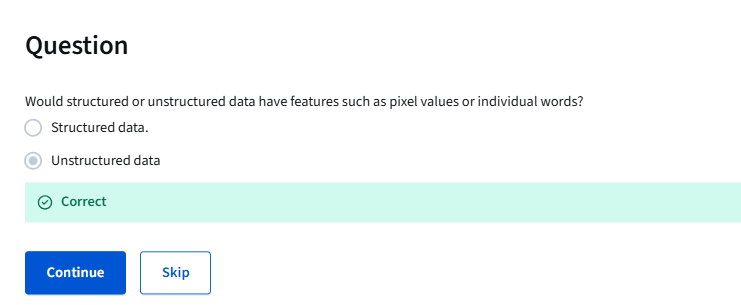 Question
Would structured or unstructured data have features such as pixel values or individual words?
Structured data.
Unstructured data
Correct
Continue Skip